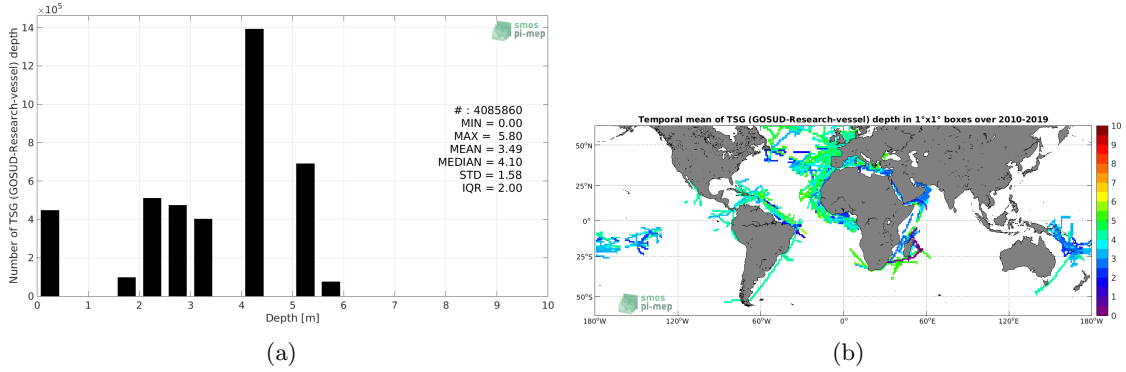 ×10⁵
14
12
10
8
6
4
2
0
Number of TSG (GOSUD-Research-vessel) depth
smos
pi-mep
# : 4085860
MIN = 0.00
MAX = 5.80
MEAN = 3.49
MEDIAN = 4.10
STD = 1.58
IQR = 2.00
0 1 2 3 4 5 6 7 8 9 10
Depth [m]
(a)
Temporal mean of TSG (GOSUD-Research-vessel) depth in 1°x1° boxes over 2010-2019
50°N
25°N
0°
25°S
50°S
smos
pi-mep
180°W 120°W 60°W 0° 60°E 120°E 180°W
10
9
8
7
6
5
4
3
2
1
0
(b)